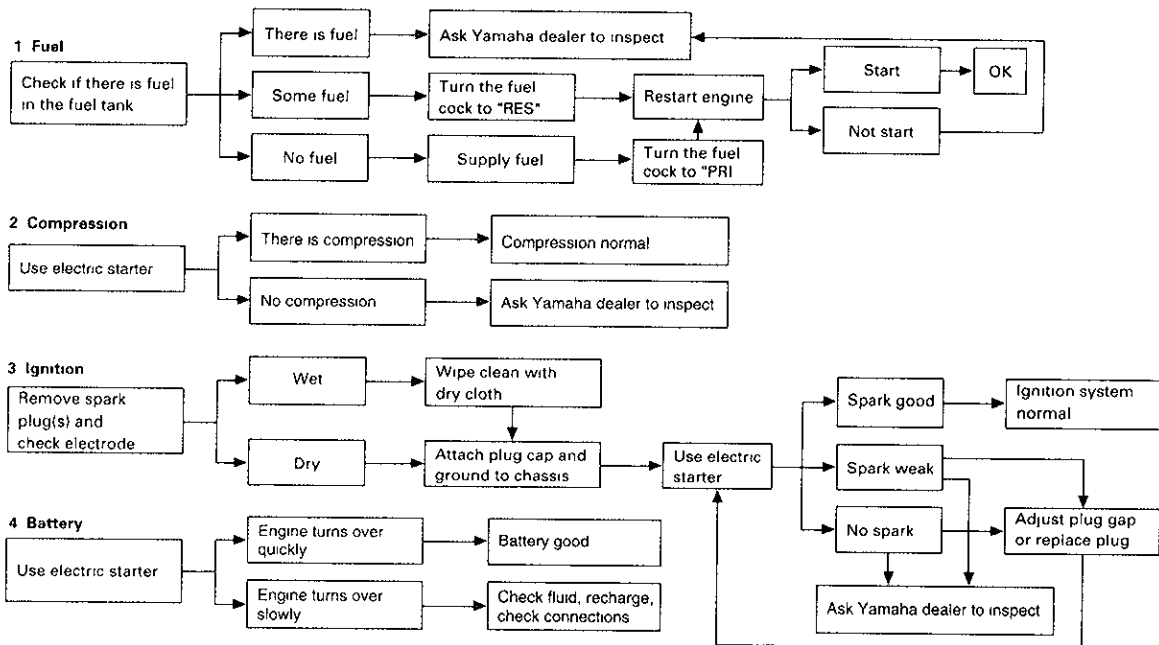 1 Fuel
Check if there is fuel
in the fuel tank
There is fuel
Ask Yamaha dealer to inspect
Some fuel
Turn the fuel
cock to "RES"
Restart engine
Start
OK
Not start
No fuel
Supply fuel
Turn the fuel
cock to "PRI
2 Compression
Use electric starter
There is compression
Compression normal
No compression
Ask Yamaha dealer to inspect
3 Ignition
Remove spark
plug(s) and
check electrode
Wet
Wipe clean with
dry cloth
Dry
Attach plug cap and
ground to chassis
Use electric
starter
Spark good
Ignition system
normal
Spark weak
No spark
Adjust plug gap
or replace plug
Ask Yamaha dealer to inspect
4 Battery
Use electric starter
Engine turns over
quickly
Battery good
Engine turns over
slowly
Check fluid, recharge,
check connections